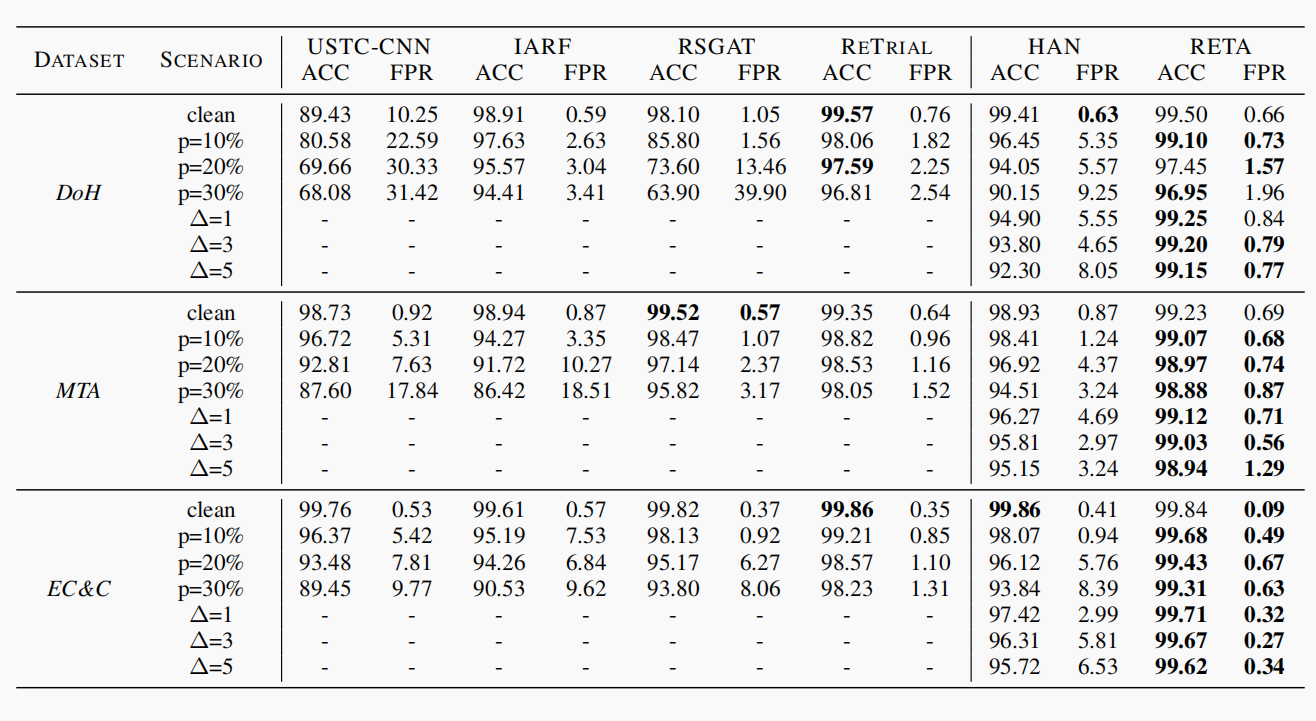 DATASET SCENARIO USTC-CNN IARF RSGAT RETRIAL HAN RETA
ACC FPR ACC FPR ACC FPR ACC FPR ACC FPR ACC FPR
clean 89.43 10.25 98.91 0.59 98.10 1.05 99.57 0.76 99.41 0.63 99.50 0.66
p=10% 80.58 22.59 97.63 2.63 85.80 1.56 98.06 1.82 96.45 5.35 99.10 0.73
p=20% 69.66 30.33 95.57 3.04 73.60 13.46 97.59 2.25 94.05 5.57 97.45 1.57
DoH p=30% 68.08 31.42 94.41 3.41 63.90 39.90 96.81 2.54 90.15 9.25 96.95 1.96
Δ=1 - - - - - - - - 94.90 5.55 99.25 0.84
Δ=3 - - - - - - - - 93.80 4.65 99.20 0.79
Δ=5 - - - - - - - - 92.30 8.05 99.15 0.77
clean 98.73 0.92 98.94 0.87 99.52 0.57 99.35 0.64 98.93 0.87 99.23 0.69
p=10% 96.72 5.31 94.27 3.35 98.47 1.07 98.82 0.96 98.41 1.24 99.07 0.68
p=20% 92.81 7.63 91.72 10.27 97.14 2.37 98.53 1.16 96.92 4.37 98.97 0.74
MTA p=30% 87.60 17.84 86.42 18.51 95.82 3.17 98.05 1.52 94.51 3.24 98.88 0.87
Δ=1 - - - - - - - - 96.27 4.69 99.12 0.71
Δ=3 - - - - - - - - 95.81 2.97 99.03 0.56
Δ=5 - - - - - - - - 95.15 3.24 98.94 1.29
clean 99.76 0.53 99.61 0.57 99.82 0.37 99.86 0.35 99.86 0.41 99.84 0.09
p=10% 96.37 5.42 95.19 7.53 98.13 0.92 99.21 0.85 98.07 0.94 99.68 0.49
p=20% 93.48 7.81 94.26 6.84 95.17 6.27 98.57 1.10 96.12 5.76 99.43 0.67
EC&C p=30% 89.45 9.77 90.53 9.62 93.80 8.06 98.23 1.31 93.84 8.39 99.31 0.63
Δ=1 - - - - - - - - 97.42 2.99 99.71 0.32
Δ=3 - - - - - - - - 96.31 5.81 99.67 0.27
Δ=5 - - - - - - - - 95.72 6.53 99.62 0.34